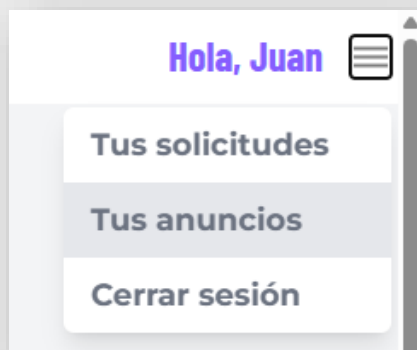 Hola, Juan
Tus solicitudes
Tus anuncios
Cerrar sesión